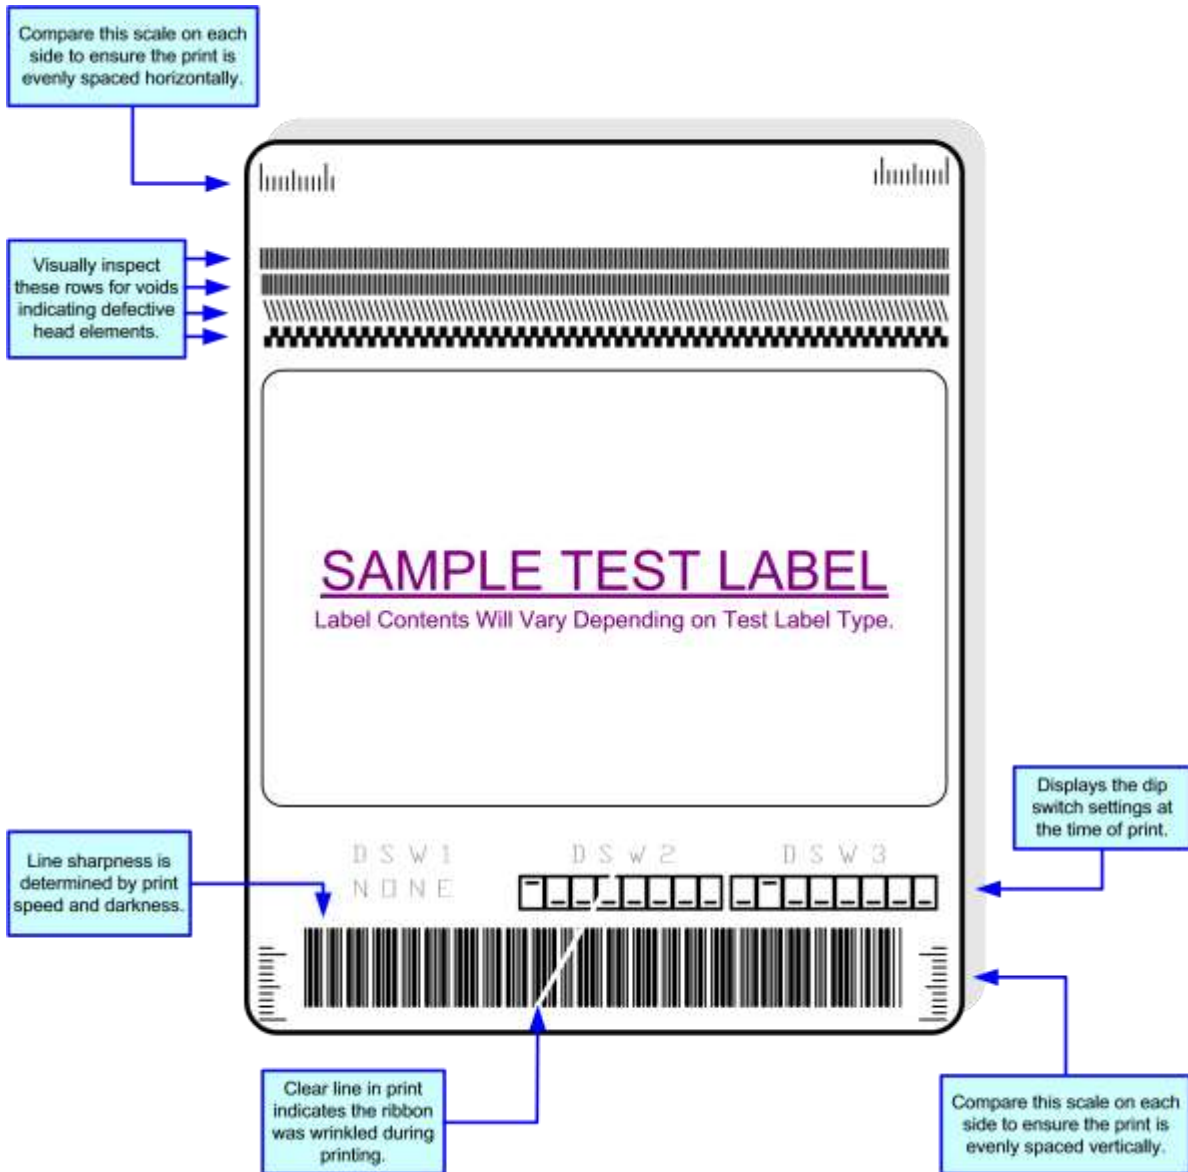 Compare this scale on each
side to ensure the print is
evenly spaced horizontally.
Visually inspect
these rows for voids
indicating defective
head elements.
SAMPLE TEST LABEL
Label Contents Will Vary Depending on Test Label Type.
Displays the dip
switch settings at
the time of print.
Line sharpness is
determined by print
speed and darkness.
DSW1 DSW2 DSW3
NONE
Clear line in print
indicates the ribbon
was wrinkled during
printing.
Compare this scale on each
side to ensure the print is
evenly spaced vertically.